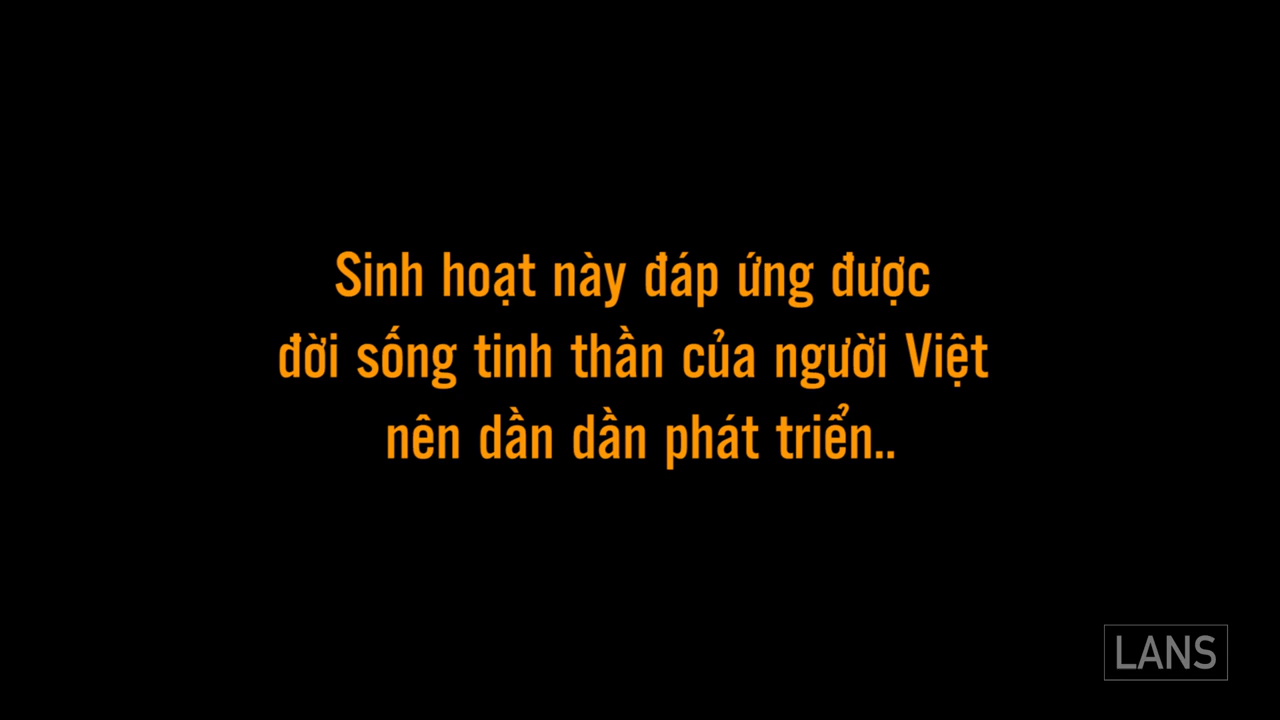 Sinh hoạt này đáp ứng được
đời sống tinh thần của người Việt
nên dần dần phát triển..
LANS